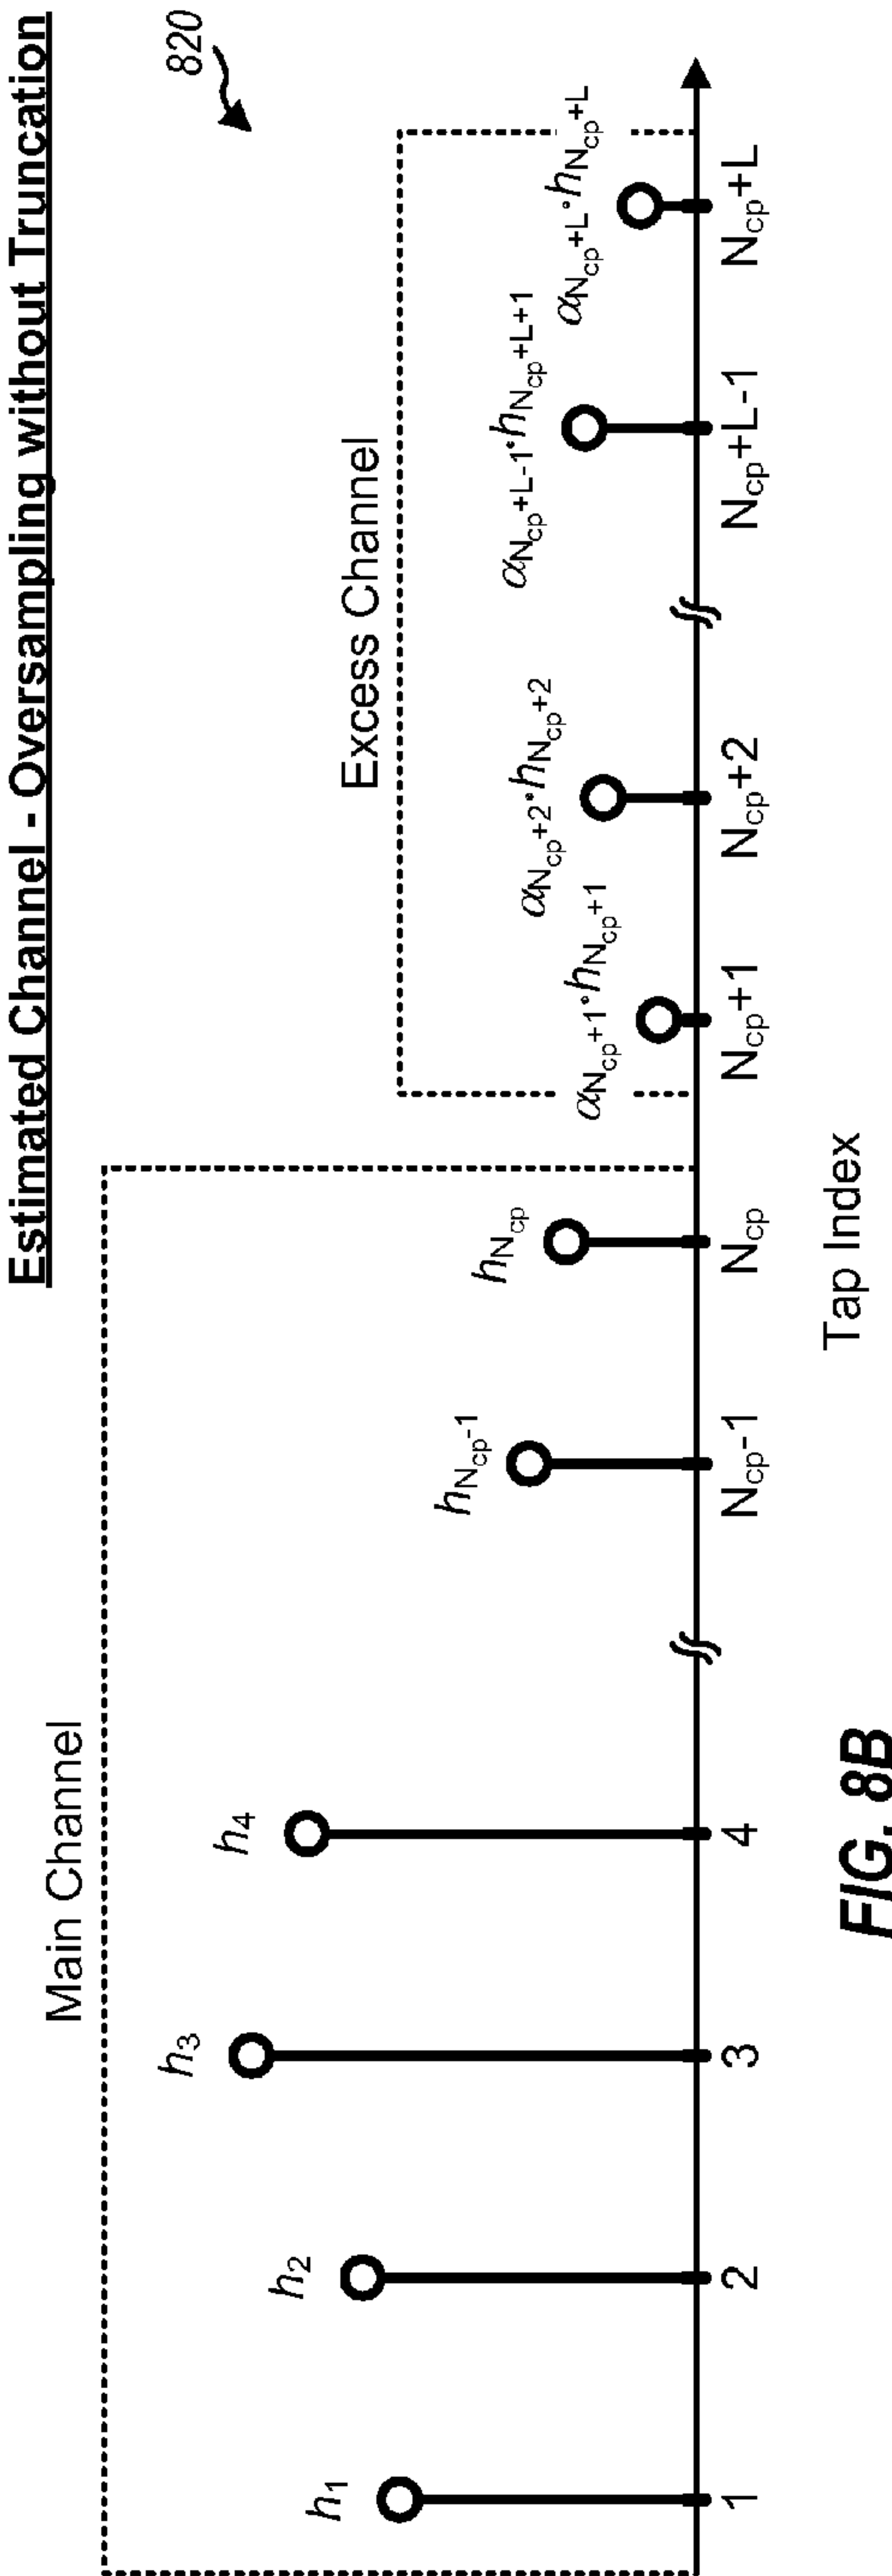 Estimated Channel - Oversampling without Truncation
820
Main Channel
Excess Channel
h1
h2
h3
h4
hNcp-1
hNcp
αNcp+1•hNcp+1
αNcp+2•hNcp+2
αNcp+L-1•hNcp+L+1
αNcp+L•hNcp+L
1
2
3
4
Ncp-1
Ncp
Ncp+1
Ncp+2
Ncp+L-1
Ncp+L
Tap Index
FIG. 8B